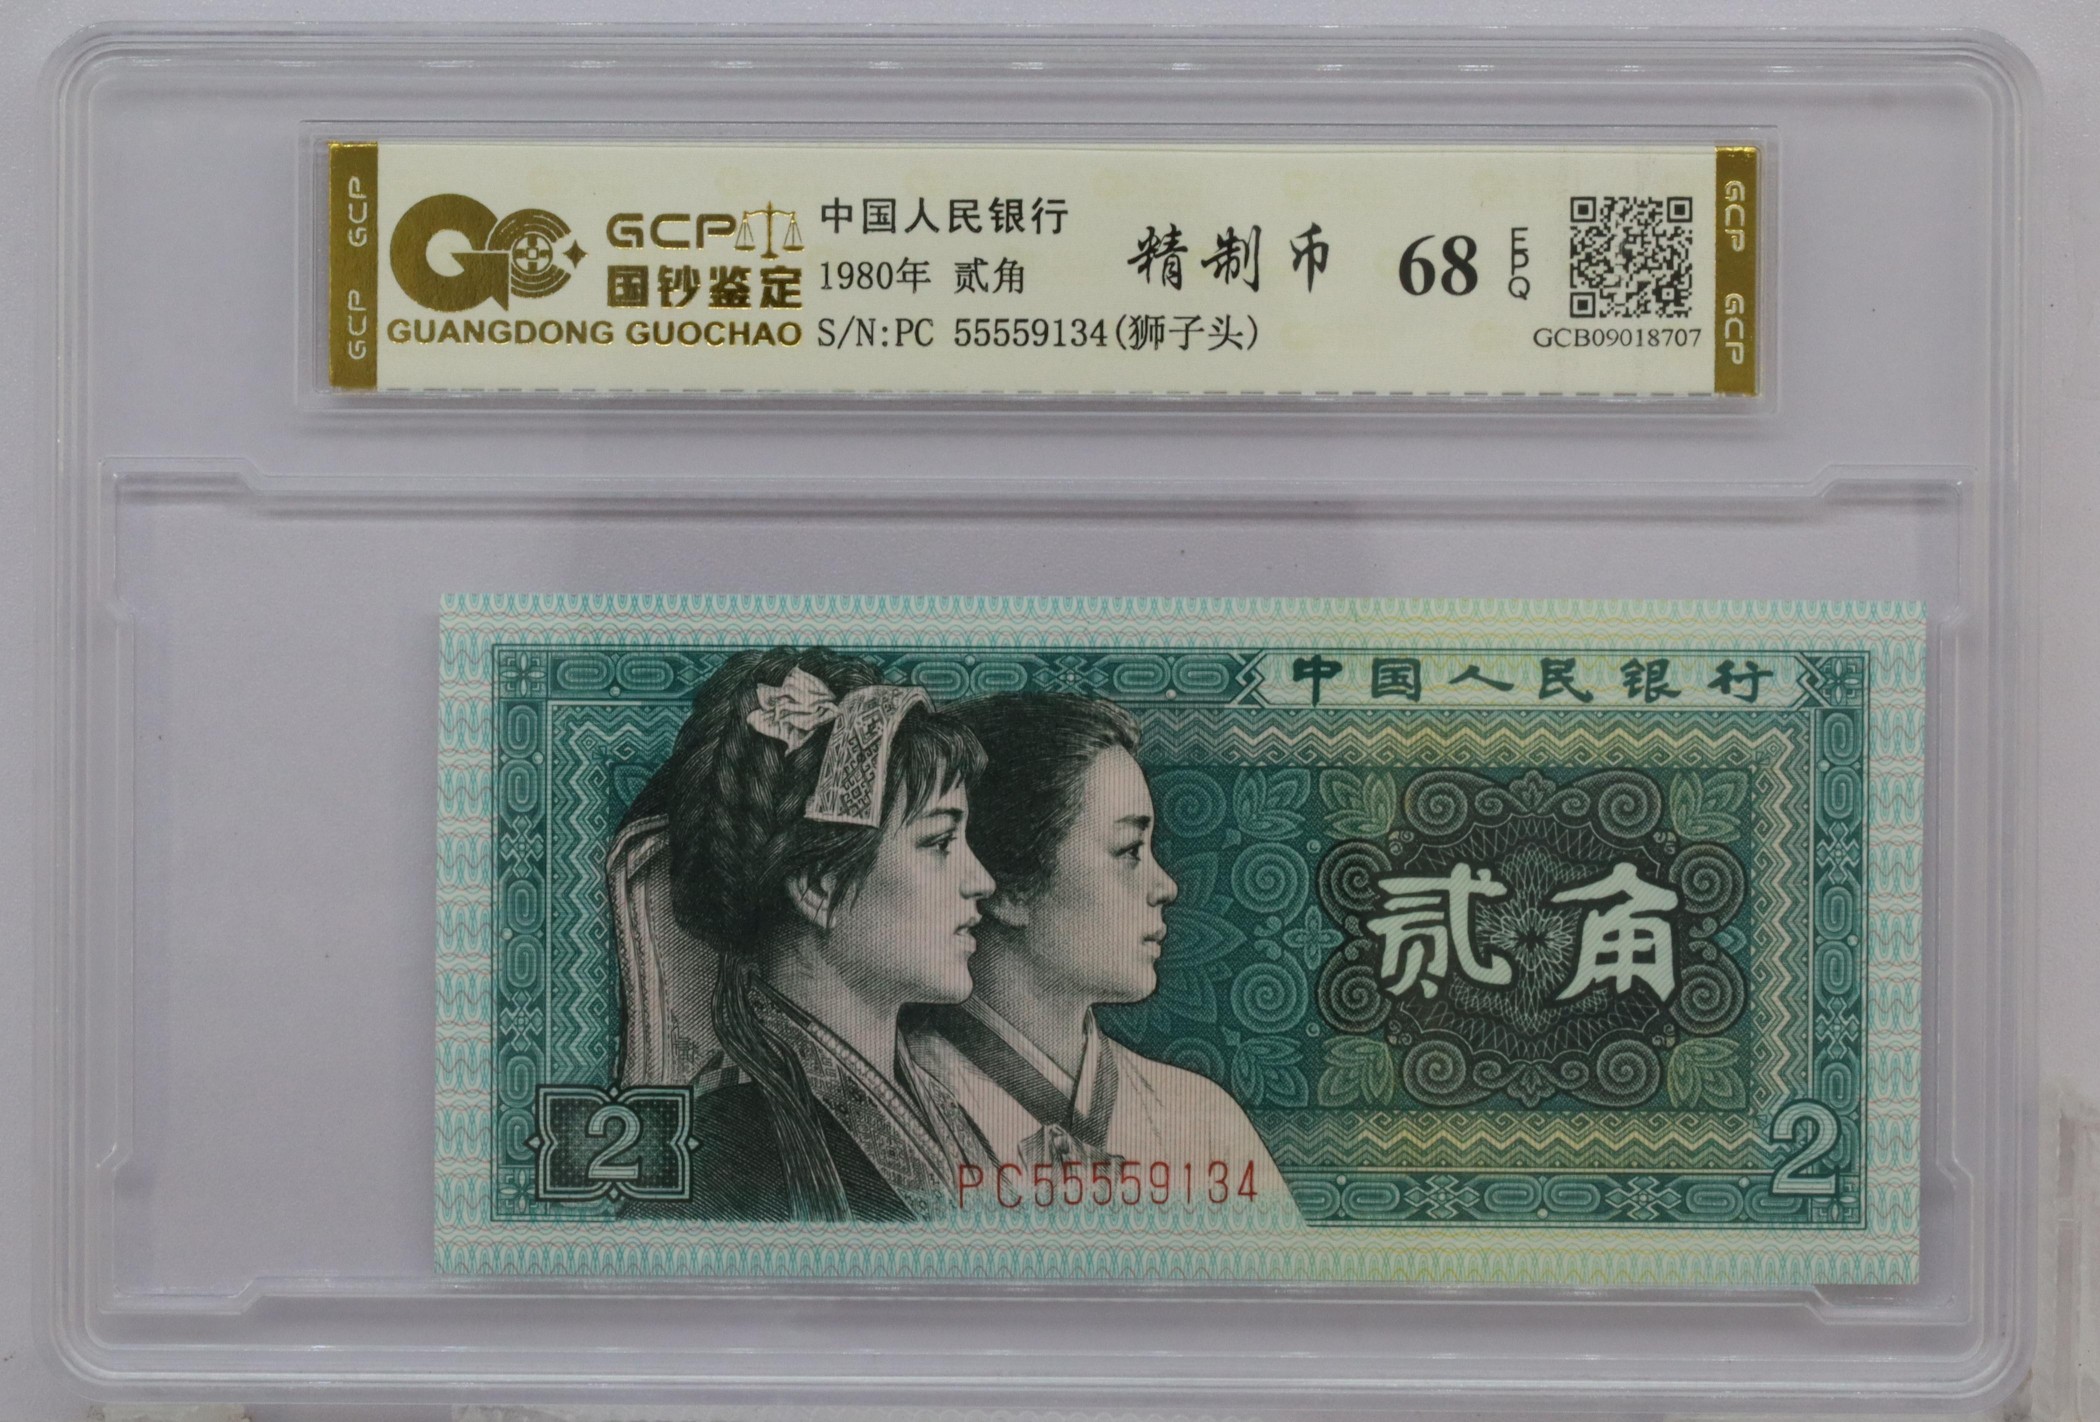 GCP GCP
GCP
国钞鉴定
GUANGDONG GUOCHAO
中国人民银行
1980年 贰角
S/N:PC 55559134(狮子头)
精制币
68
EPQ
GCB09018707
GCP GCP
中国人民银行
贰角
2
2
PC55559134